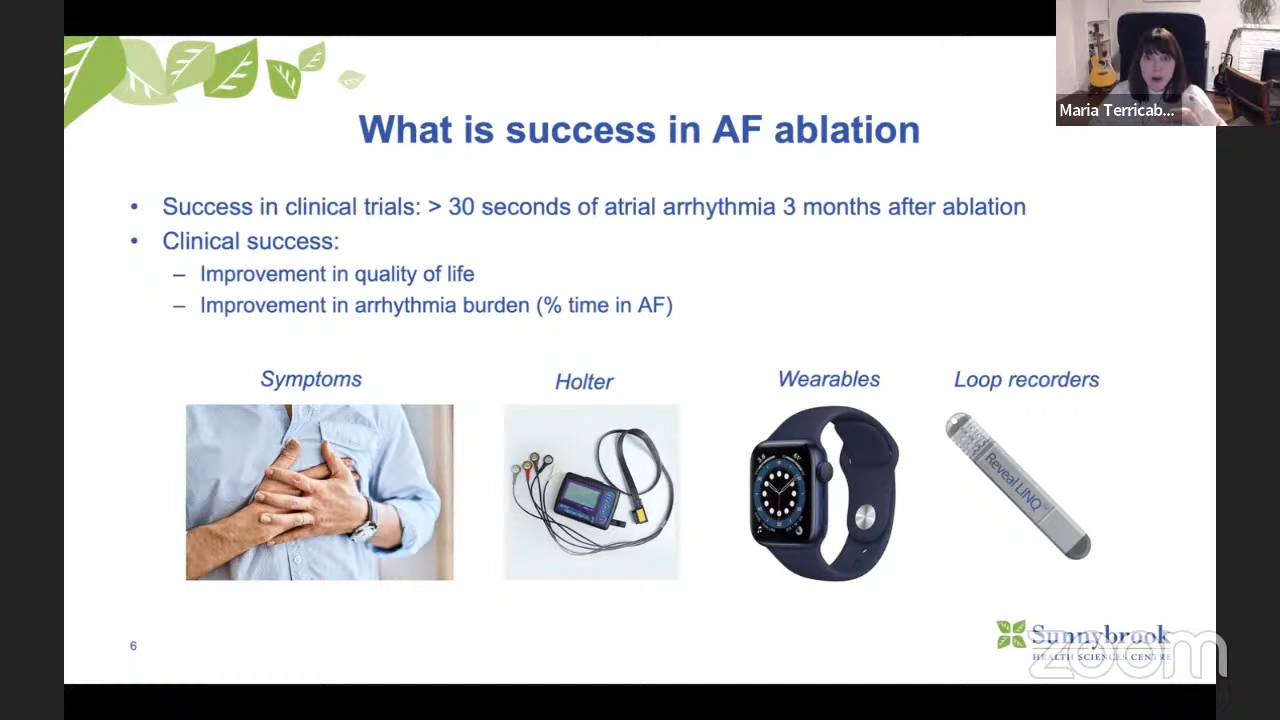 Maria Terricab...
What is success in AF ablation
• Success in clinical trials: > 30 seconds of atrial arrhythmia 3 months after ablation
• Clinical success:
– Improvement in quality of life
– Improvement in arrhythmia burden (% time in AF)
Symptoms
Holter
Wearables
Loop recorders
Reveal LINQ
6
Sunnybrook
HEALTH SCIENCES CENTRE
zoom